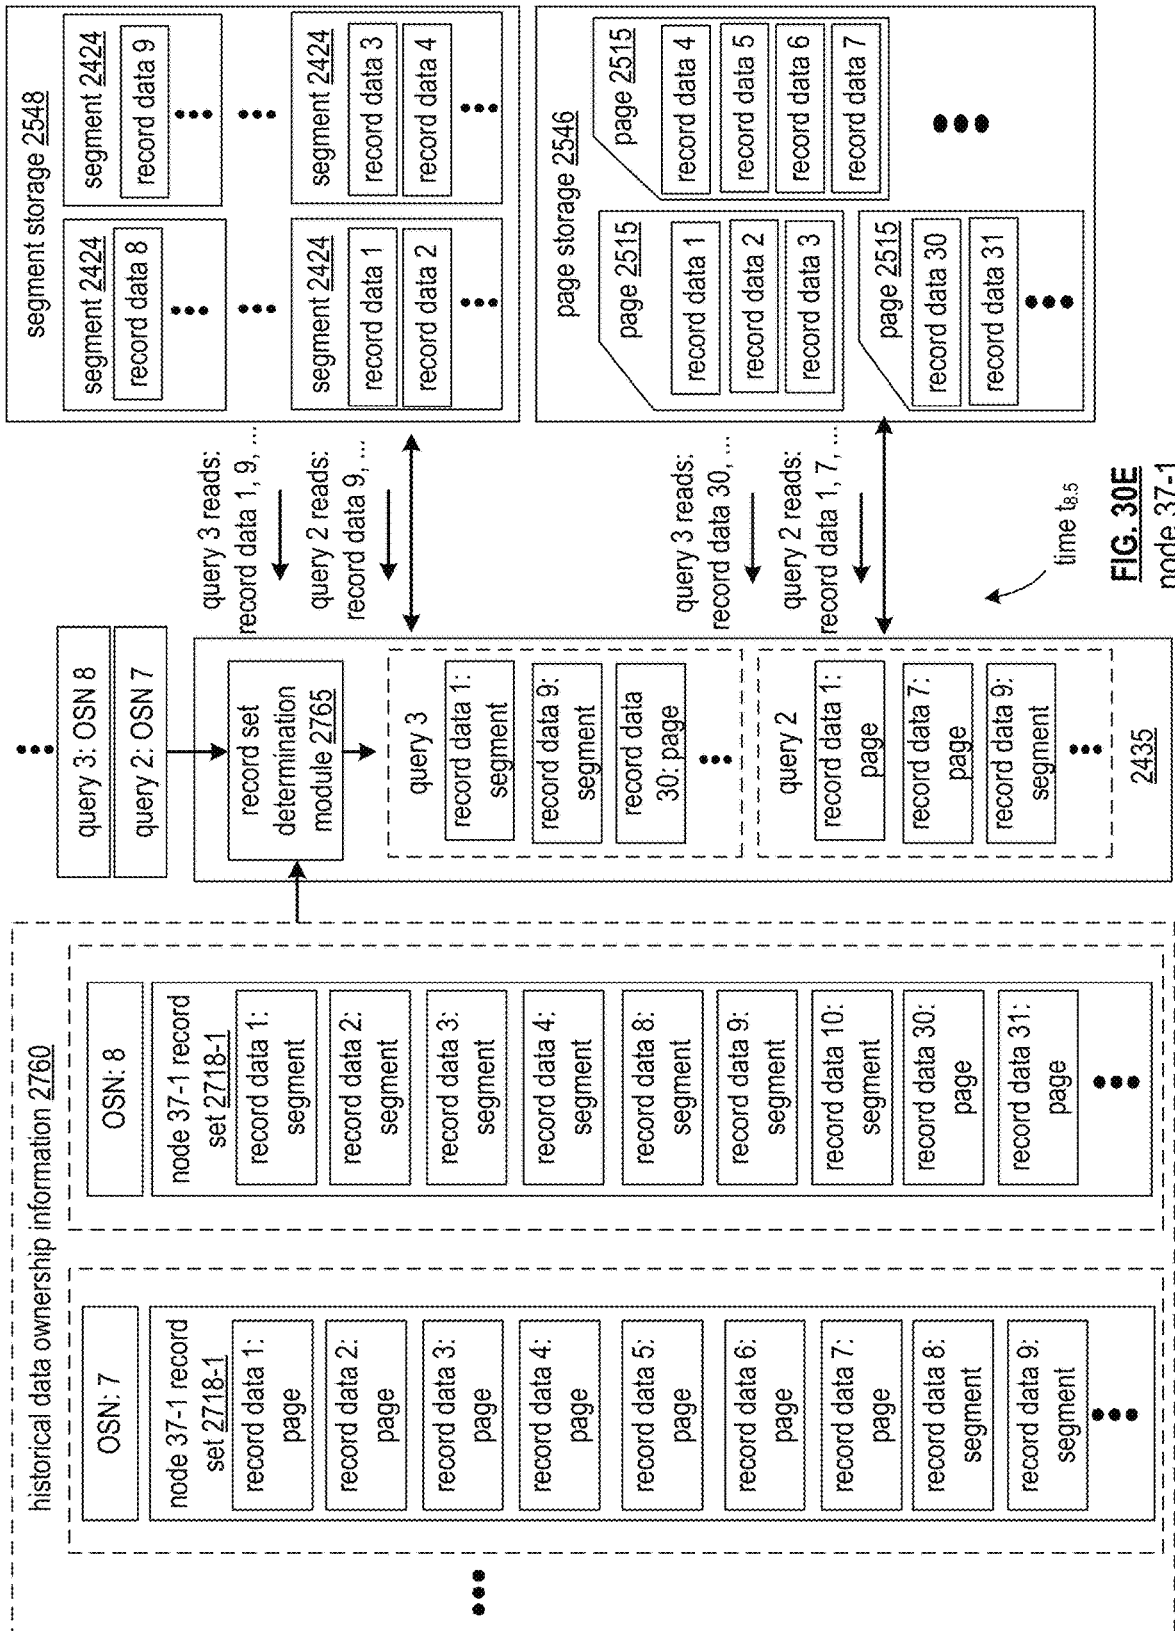 historical data ownership information 2760
OSN: 7
node 37-1 record
set 2718-1
record data 1:
page
record data 2:
page
record data 3:
page
record data 4:
page
record data 5:
page
record data 6:
page
record data 7:
page
record data 8:
segment
record data 9:
segment
OSN: 8
node 37-1 record
set 2718-1
record data 1:
segment
record data 2:
segment
record data 3:
segment
record data 4:
segment
record data 8:
segment
record data 9:
segment
record data 10:
segment
record data 30:
page
record data 31:
page
query 3: OSN 8
query 2: OSN 7
record set
determination
module 2765
query 3
record data 1:
segment
record data 9:
segment
record data
30: page
query 2
record data 1:
page
record data 7:
page
record data 9:
segment
2435
query 3 reads:
record data 1, 9, ...
query 2 reads:
record data 9, ...
query 3 reads:
record data 30, ...
query 2 reads:
record data 1, 7, ...
time t8.5
segment storage 2548
segment 2424
record data 8
segment 2424
record data 9
segment 2424
record data 1
record data 2
segment 2424
record data 3
record data 4
page storage 2546
page 2515
record data 1
record data 2
record data 3
page 2515
record data 4
record data 5
record data 6
record data 7
page 2515
record data 30
record data 31
FIG. 30E
node 37-1